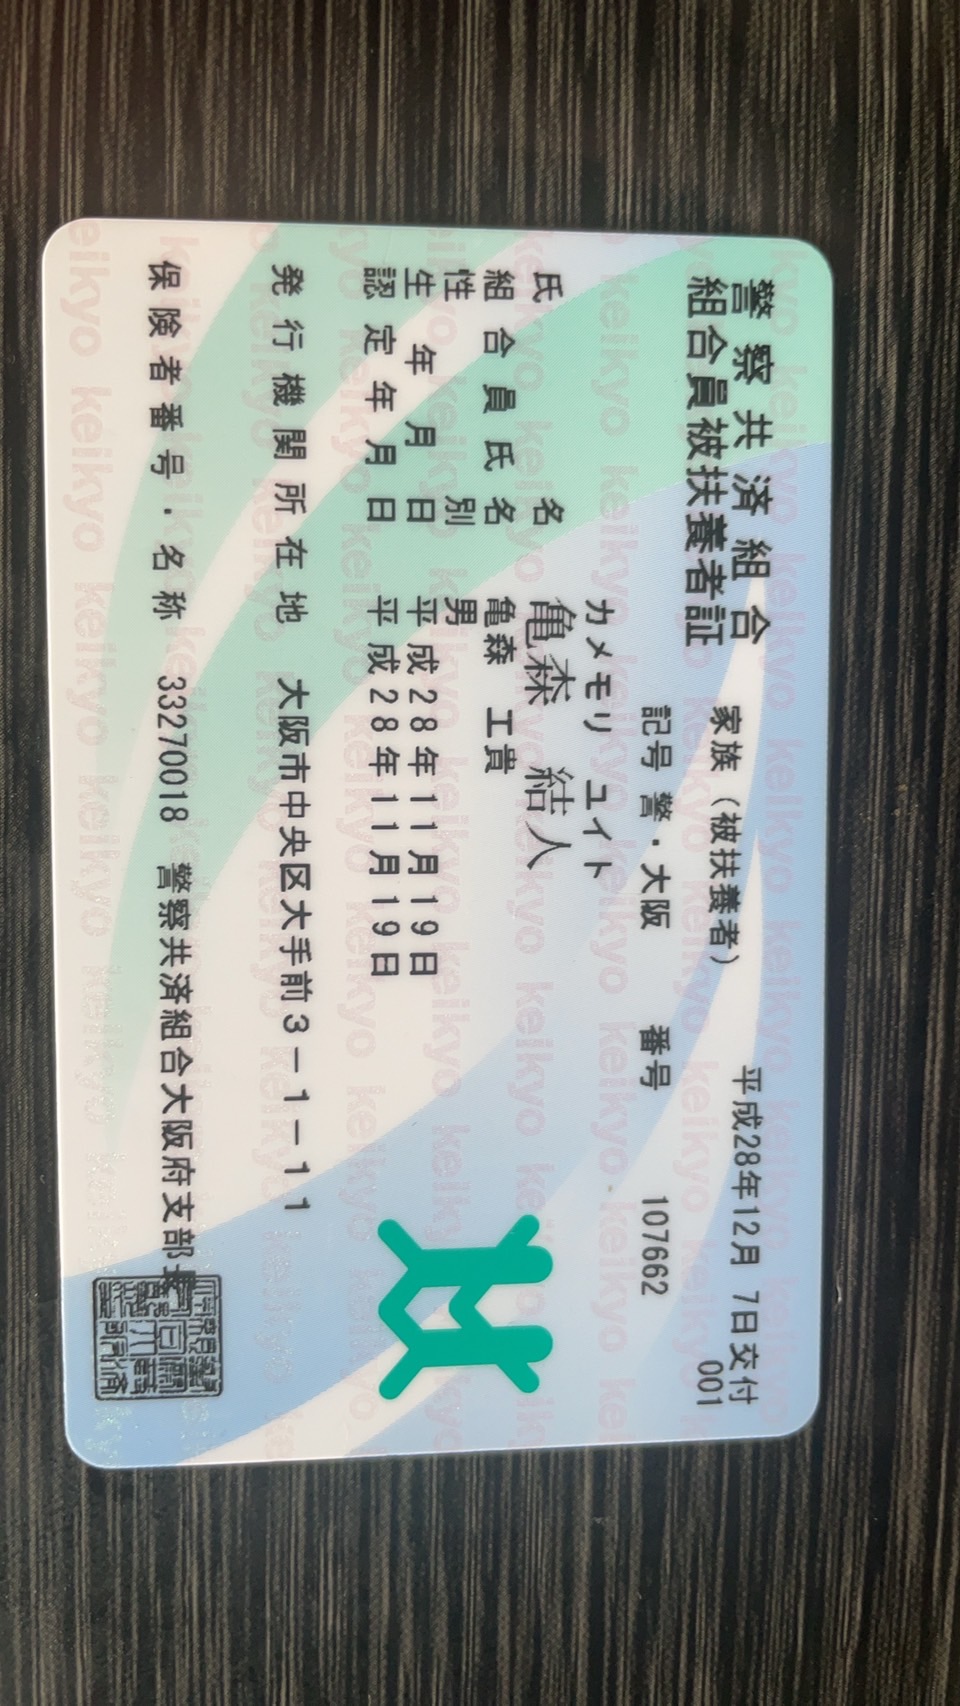 警察共済組合
組合員被扶養者証
家族（被扶養者）
平成28年12月 7日交付
001
記号 警・大阪 番号 107662
カメモリ ユイト
氏名 亀森 結人
組合員氏名 亀森 工貴
性別 男
生年月日 平成28年11月19日
認定年月日 平成28年11月19日
発行機関所在地 大阪市中央区大手前3-1-11
保険者番号・名称 33270018 警察共済組合大阪府支部長
keikyo